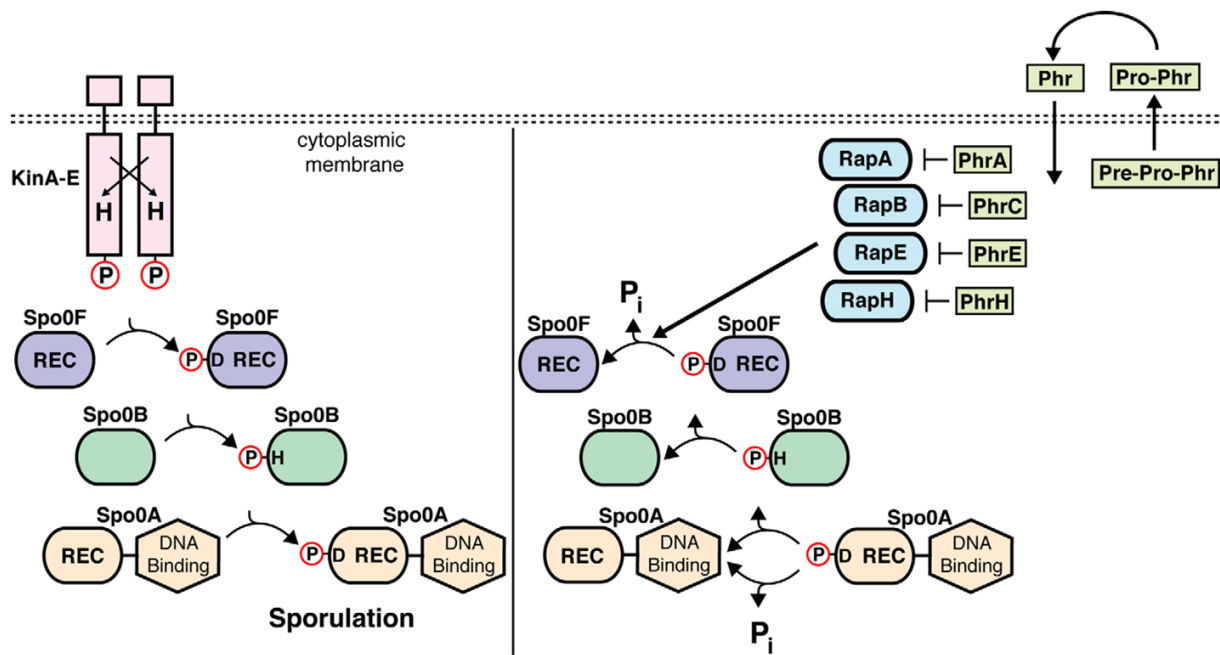 KinA-E
H
H
P
P
cytoplasmic
membrane
Spo0F
REC
Spo0F
P
D REC
Spo0B
Spo0B
P
H
Spo0A
REC
DNA
Binding
Spo0A
P
D REC
DNA
Binding
Sporulation
Phr
Pro-Phr
Pre-Pro-Phr
RapA
PhrA
RapB
PhrC
RapE
PhrE
RapH
PhrH
Pi
Spo0F
REC
Spo0F
P
D REC
Spo0B
Spo0B
P
H
Spo0A
REC
DNA
Binding
Spo0A
P
D REC
DNA
Binding
Pi